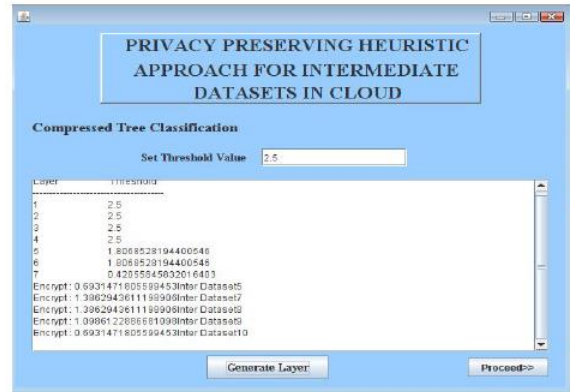 PRIVACY PRESERVING HEURISTIC
APPROACH FOR INTERMEDIATE
DATASETS IN CLOUD
Compressed Tree Classification
Set Threshold Value 2.5
Layer Threshold
----------------------------------------
1 2.5
2 2.5
3 2.5
4 2.5
5 1.8068528194400546
6 1.8068528194400546
7 0.42055845832016403
Encrypt : 0.6931471805599453Inter Dataset5
Encrypt : 1.3862943611198906Inter Dataset7
Encrypt : 1.3862943611198906Inter Dataset8
Encrypt : 1.0986122886681098Inter Dataset9
Encrypt : 0.6931471805599453Inter Dataset10
Generate Layer
Proceed>>